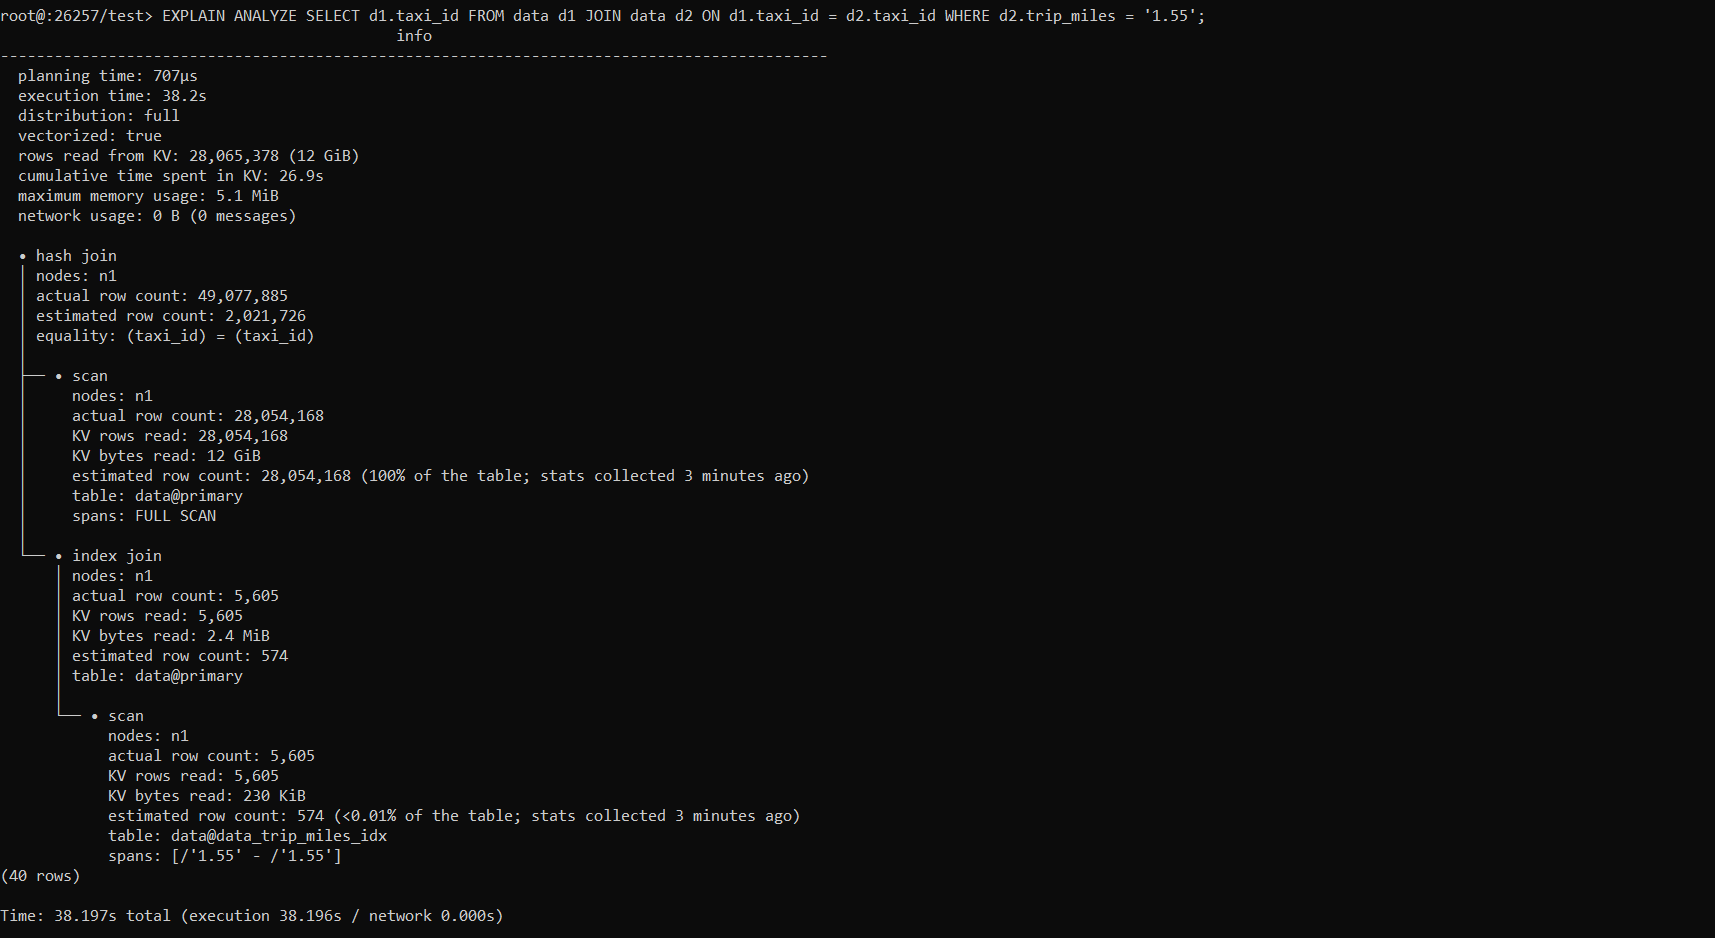 root@:26257/test> EXPLAIN ANALYZE SELECT d1.taxi_id FROM data d1 JOIN data d2 ON d1.taxi_id = d2.taxi_id WHERE d2.trip_miles = '1.55';
info
--------------------------------------------------------------------------------------------
planning time: 707µs
execution time: 38.2s
distribution: full
vectorized: true
rows read from KV: 28,065,378 (12 GiB)
cumulative time spent in KV: 26.9s
maximum memory usage: 5.1 MiB
network usage: 0 B (0 messages)
• hash join
nodes: n1
actual row count: 49,077,885
estimated row count: 2,021,726
equality: (taxi_id) = (taxi_id)
• scan
nodes: n1
actual row count: 28,054,168
KV rows read: 28,054,168
KV bytes read: 12 GiB
estimated row count: 28,054,168 (100% of the table; stats collected 3 minutes ago)
table: data@primary
spans: FULL SCAN
• index join
nodes: n1
actual row count: 5,605
KV rows read: 5,605
KV bytes read: 2.4 MiB
estimated row count: 574
table: data@primary
• scan
nodes: n1
actual row count: 5,605
KV rows read: 5,605
KV bytes read: 230 KiB
estimated row count: 574 (<0.01% of the table; stats collected 3 minutes ago)
table: data@data_trip_miles_idx
spans: [/'1.55' - /'1.55']
(40 rows)
Time: 38.197s total (execution 38.196s / network 0.000s)